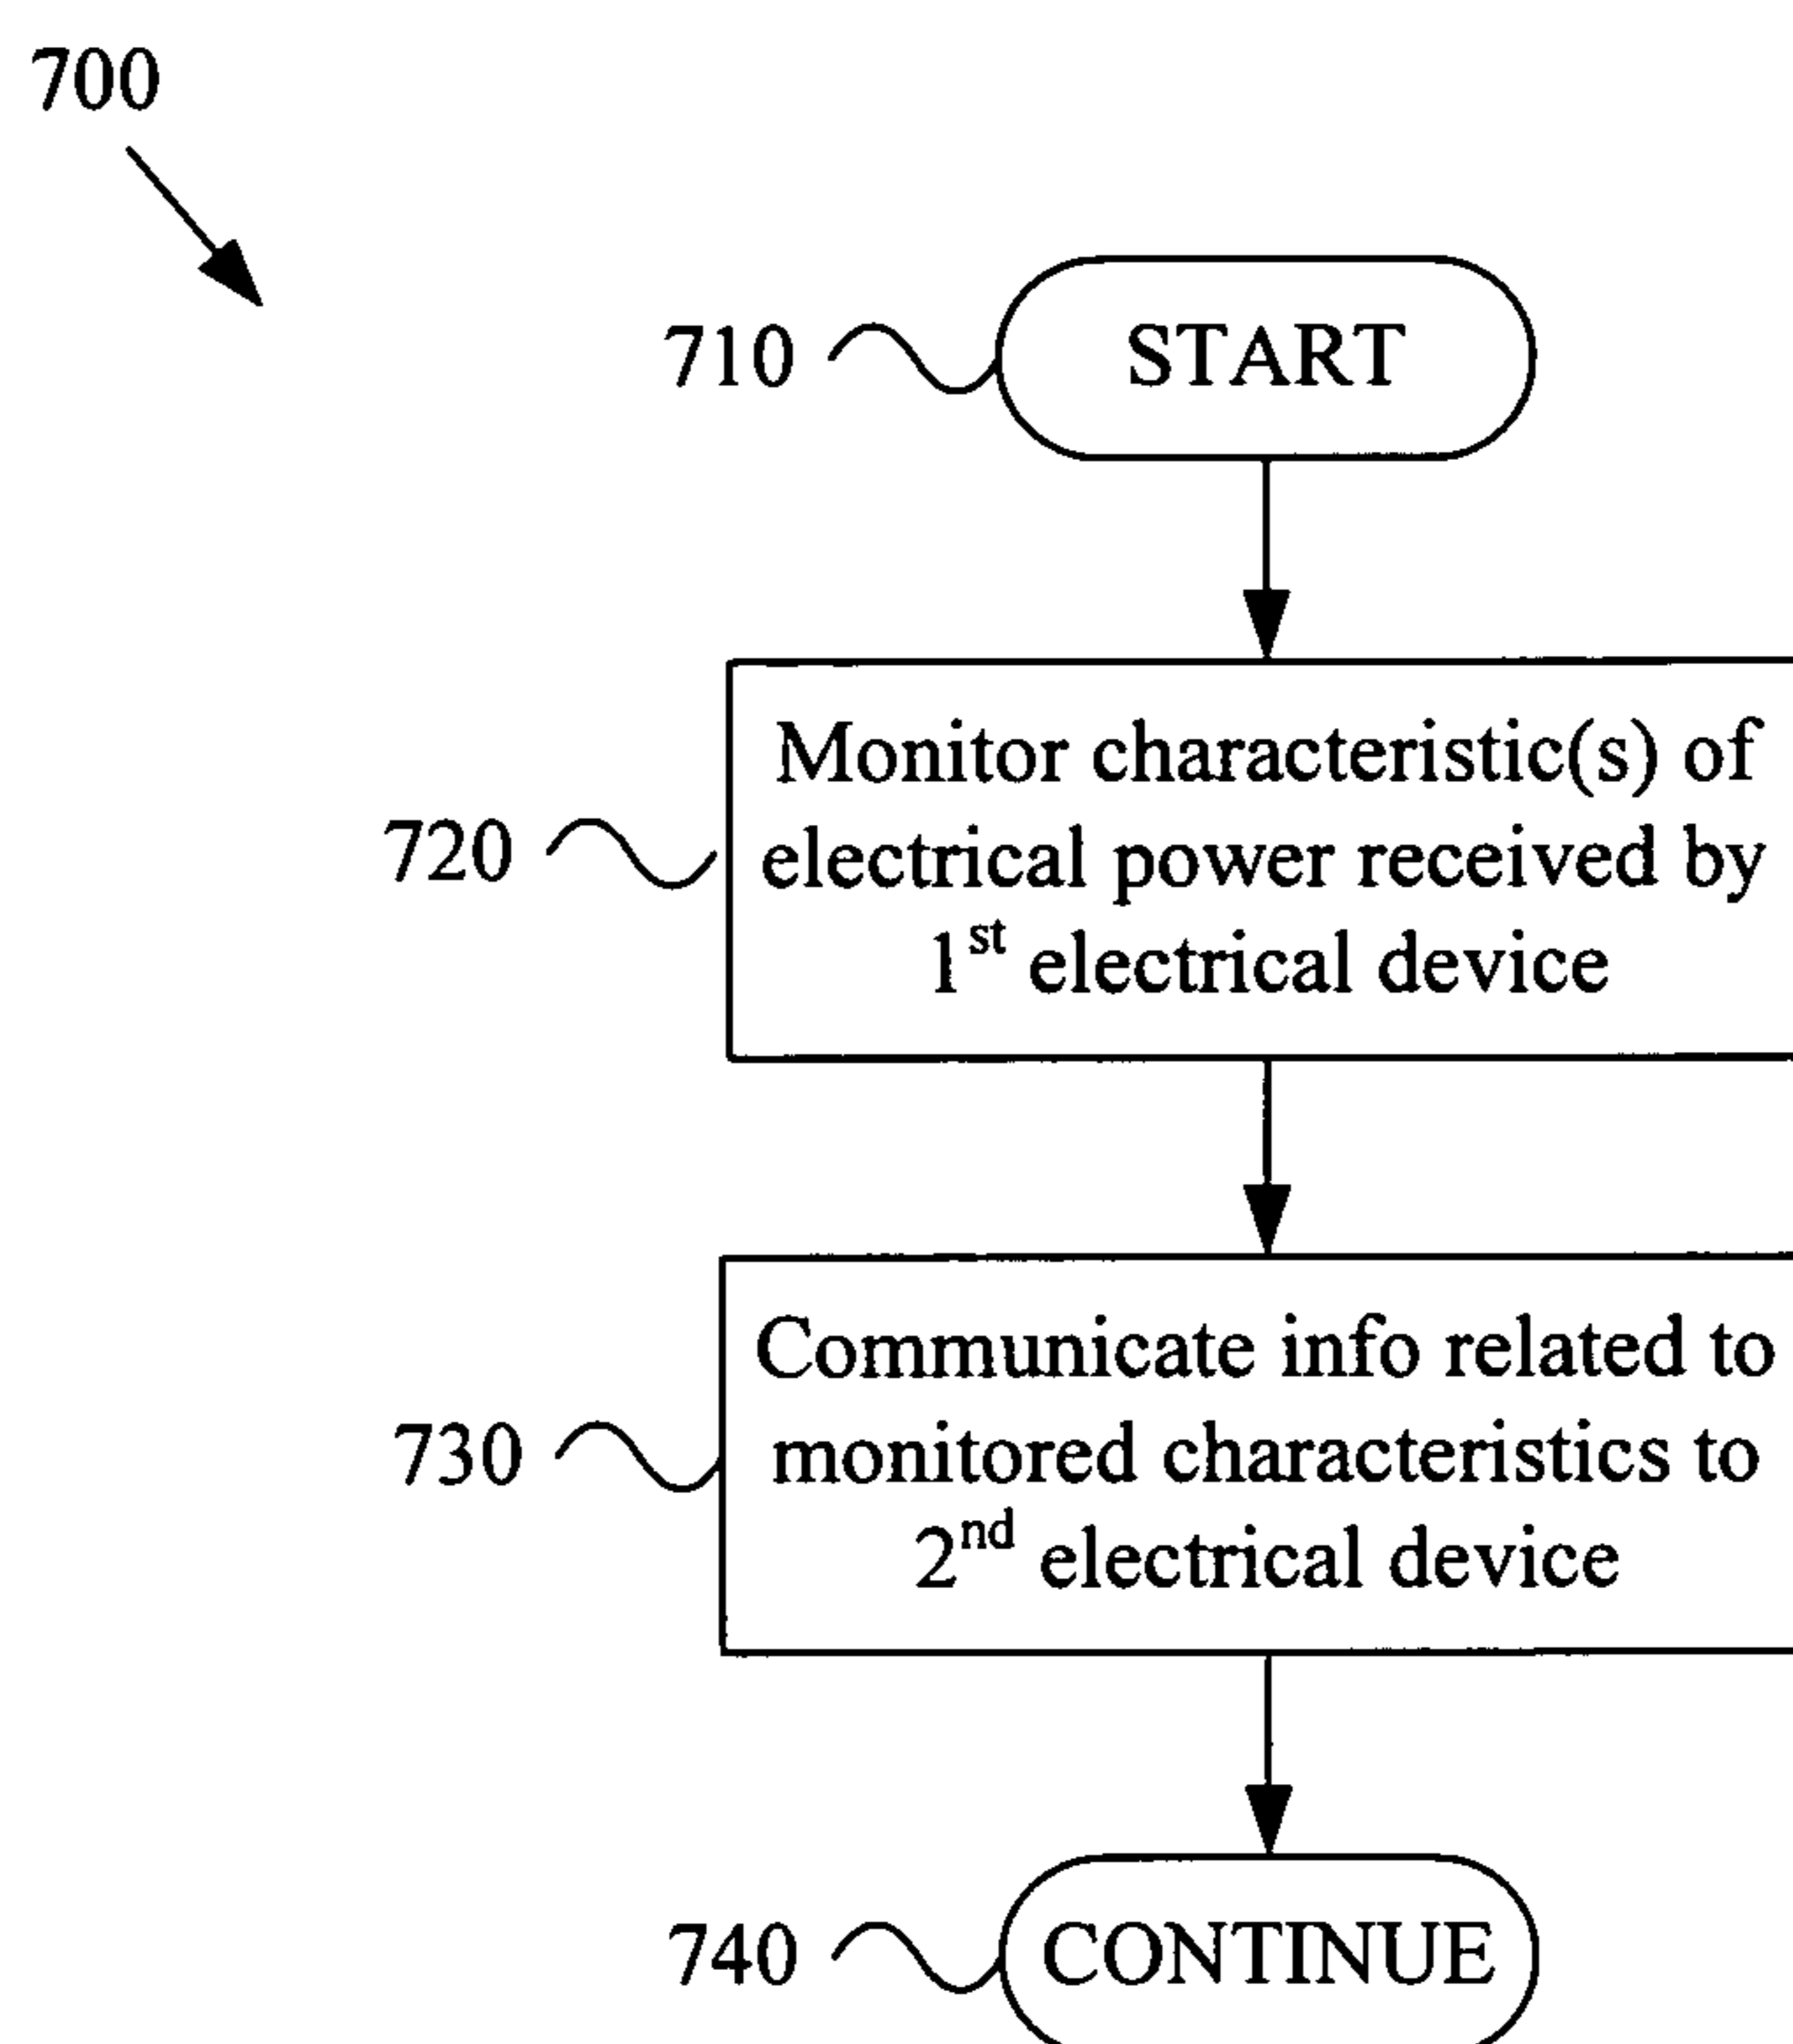 700
710 START
Monitor characteristic(s) of
720 electrical power received by
1st electrical device
Communicate info related to
730 monitored characteristics to
2nd electrical device
740 CONTINUE